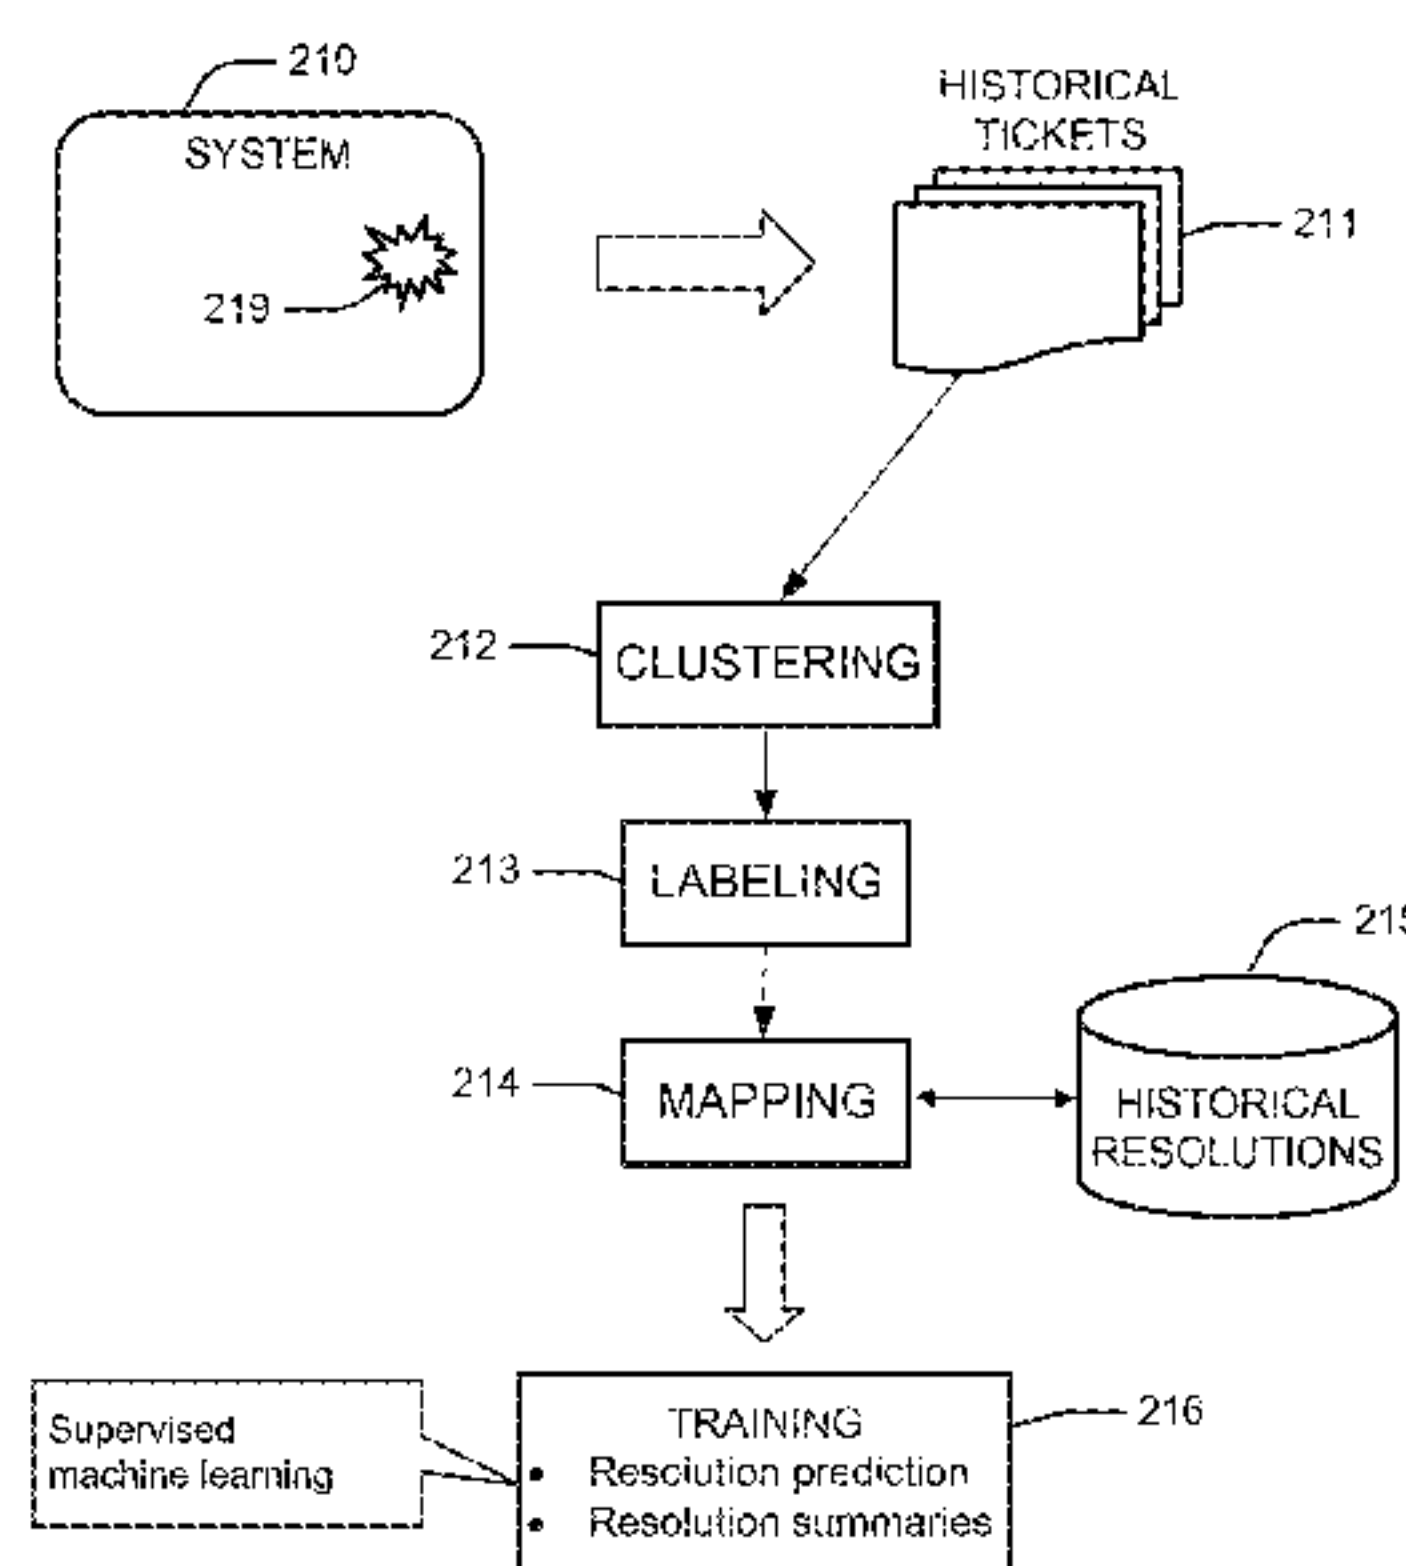 210
SYSTEM
219
HISTORICAL
TICKETS
211
212
CLUSTERING
213
LABELING
215
214
MAPPING
HISTORICAL
RESOLUTIONS
Supervised
machine learning
TRAINING
216
• Resolution prediction
• Resolution summaries